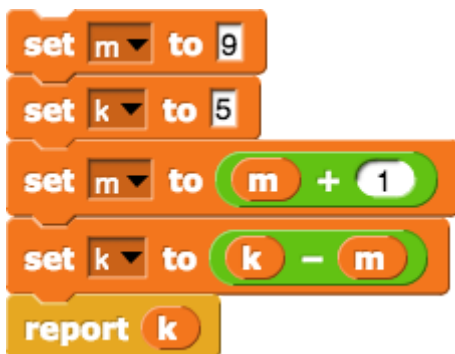 set m to 9
set k to 5
set m to m + 1
set k to k - m
report k